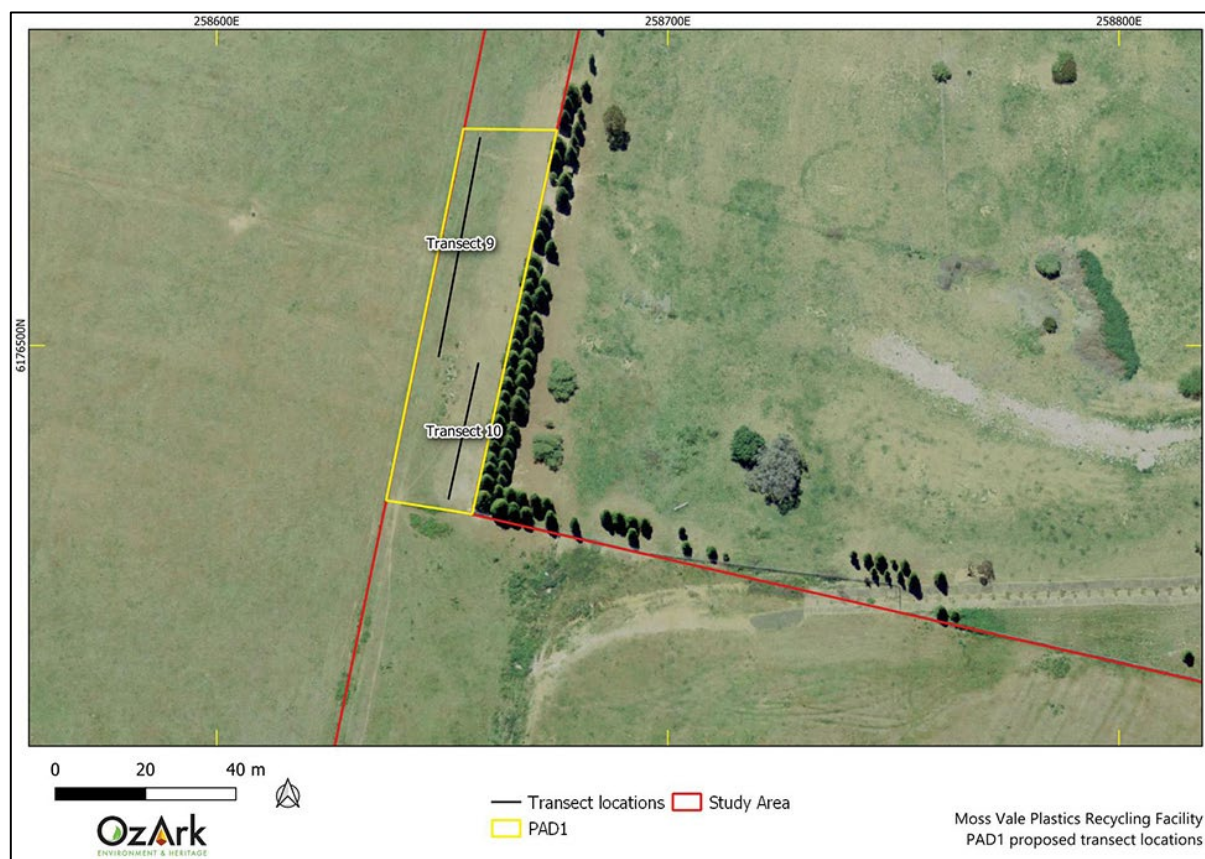 258600E
258700E
258800E
6176500N
Transect 9
Transect 10
0 20 40 m
Transect locations
Study Area
PAD1
OzArk
ENVIRONMENT & HERITAGE
Moss Vale Plastics Recycling Facility
PAD1 proposed transect locations